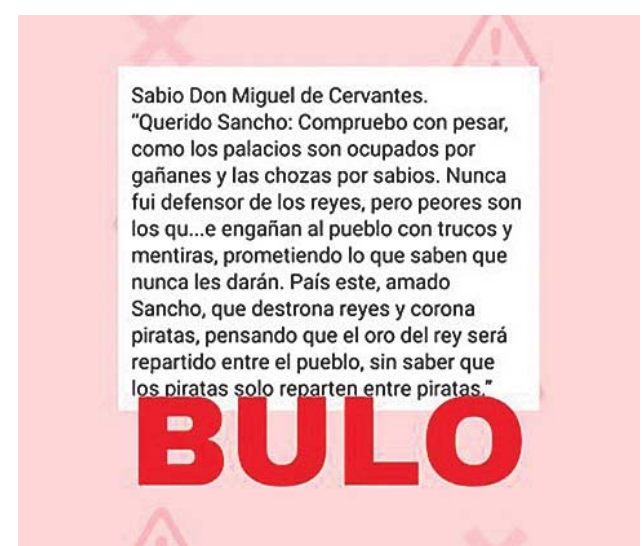 Sabio Don Miguel de Cervantes.
“Querido Sancho: Compruebo con pesar,
como los palacios son ocupados por
gañanes y las chozas por sabios. Nunca
fui defensor de los reyes, pero peores son
los qu...e engañan al pueblo con trucos y
mentiras, prometiendo lo que saben que
nunca les darán. País este, amado
Sancho, que destrona reyes y corona
piratas, pensando que el oro del rey será
repartido entre el pueblo, sin saber que
los piratas solo reparten entre piratas.”
BULO